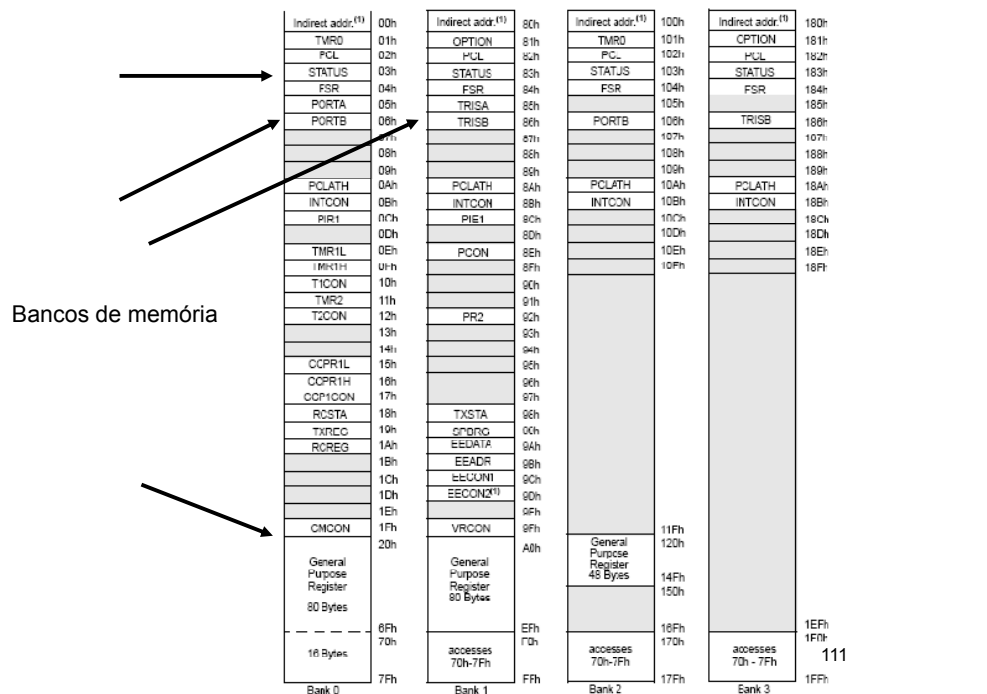 Indirect addr.(1) 00h Indirect addr.(1) 80h Indirect addr.(1) 100h Indirect addr.(1) 180h
TMR0 01h OPTION 81h TMR0 101h OPTION 181h
PCL 02h PCL 82h PCL 102h PCL 182h
STATUS 03h STATUS 83h STATUS 103h STATUS 183h
FSR 04h FSR 84h FSR 104h FSR 184h
PORTA 05h TRISA 85h 105h 185h
PORTB 06h TRISB 86h PORTB 106h TRISB 186h
87h 107h
08h 88h 108h 188h
09h 89h 109h 189h
PCLATH 0Ah PCLATH 8Ah PCLATH 10Ah PCLATH 18Ah
INTCON 0Bh INTCON 8Bh INTCON 10Bh INTCON 18Bh
PIR1 0Ch PIE1 8Ch 10Ch 18Ch
0Dh 8Dh 10Dh 18Dh
TMR1L 0Eh PCON 8Eh 10Eh 18Eh
TMR1H 0Fh 8Fh 10Fh 18Fh
T1CON 10h 90h
TMR2 11h 91h
Bancos de memória
T2CON 12h PR2 92h
13h 93h
14h 94h
CCPR1L 15h 95h
CCPR1H 16h 96h
CCP1CON 17h 97h
RCSTA 18h TXSTA 98h
TXREG 19h SPBRG
RCREG 1Ah EEDATA 9Ah
1Bh EEADR 9Bh
1Ch EECON1 9Ch
1Dh EECON2(1) 9Dh
1Eh
CMCON 1Fh VRCON 9Fh 11Fh
20h A0h General 120h
General General Purpose
Purpose Purpose Register
Register Register 48 Bytes 14Fh
80 Bytes 80 Bytes 150h
6Fh EFh 16Fh 1EFh
70h F0h 170h 1F0h
16 Bytes accesses accesses accesses 111
70h-7Fh 70h-7Fh 70h - 7Fh
7Fh FFh 17Fh 1FFh
Bank 0 Bank 1 Bank 2 Bank 3